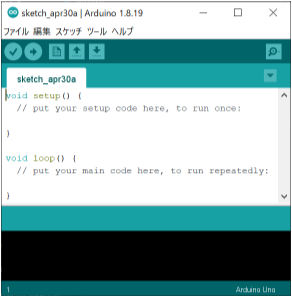 sketch_apr30a | Arduino 1.8.19
ファイル 編集 スケッチ ツール ヘルプ
sketch_apr30a
void setup() {
  // put your setup code here, to run once:
}
void loop() {
  // put your main code here, to run repeatedly:
}
1
Arduino Uno